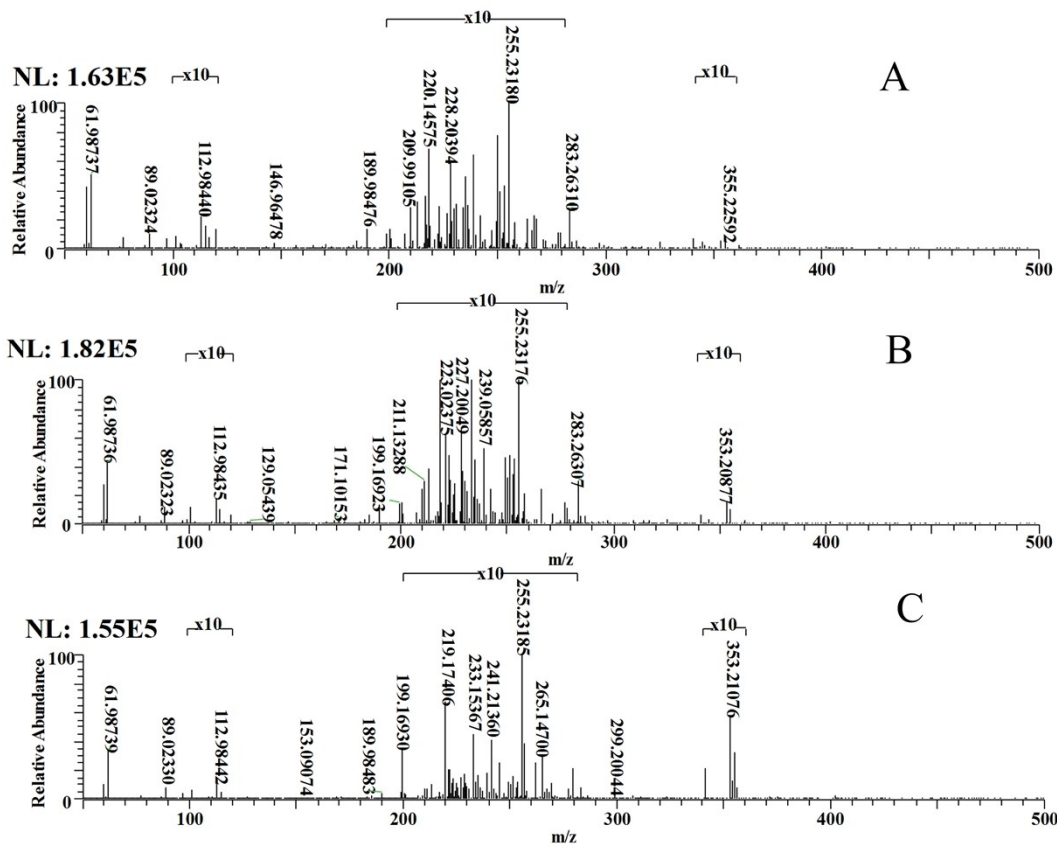 x10
NL: 1.63E5
x10
x10
A
100
Relative Abundance
61.98737
89.02324
112.98440
146.96478
189.98476
209.99105
220.14575
228.20394
255.23180
283.26310
355.22592
0
100
200
300
400
500
m/z
x10
NL: 1.82E5
x10
x10
B
100
Relative Abundance
61.98736
89.02323
112.98435
129.05439
171.10153
199.16923
211.13288
223.02375
227.20049
239.05857
255.23176
283.26307
353.20877
0
100
200
300
400
500
m/z
x10
NL: 1.55E5
x10
x10
C
100
Relative Abundance
61.98739
89.02330
112.98442
153.09074
189.98483
199.16930
219.17406
233.15367
241.21360
255.23185
265.14700
299.20044
353.21076
0
100
200
300
400
500
m/z